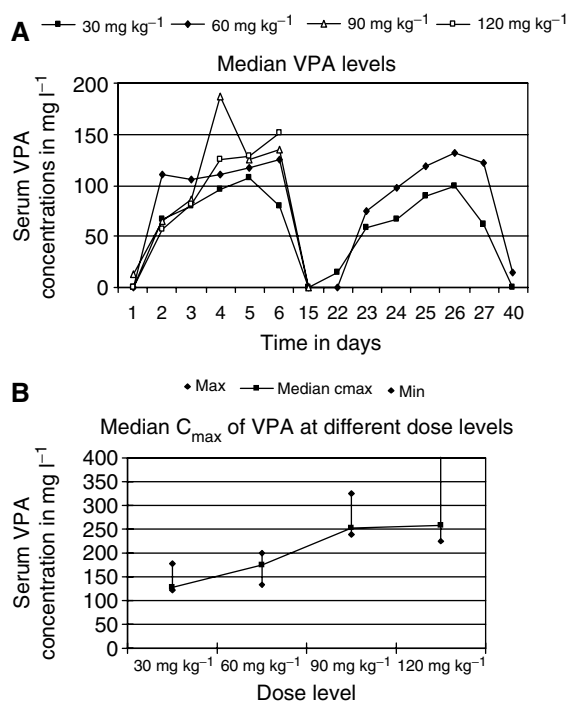 A
30 mg kg⁻¹ 60 mg kg⁻¹ 90 mg kg⁻¹ 120 mg kg⁻¹
Median VPA levels
Serum VPA
concentrations in mg l⁻¹
200
150
100
50
0
1 2 3 4 5 6 15 22 23 24 25 26 27 40
Time in days
B
Max Median cmax Min
Median Cmax of VPA at different dose levels
Serum VPA
concentration in mg l⁻¹
400
350
300
250
200
150
100
50
0
30 mg kg⁻¹ 60 mg kg⁻¹ 90 mg kg⁻¹ 120 mg kg⁻¹
Dose level